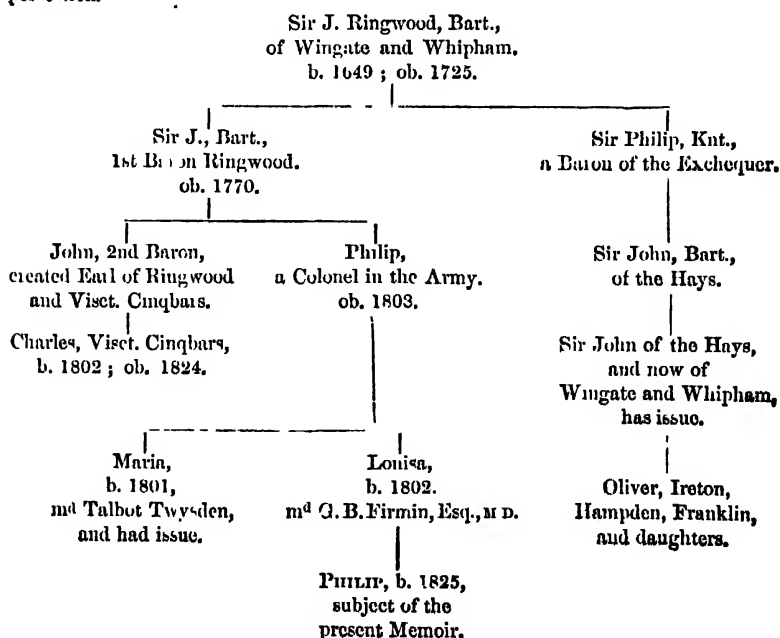 Sir J. Ringwood, Bart.,
of Wingate and Whipham.
b. 1649 ; ob. 1725.
Sir J., Bart.,
1st Baron Ringwood.
ob. 1770.
Sir Philip, Knt.,
a Baron of the Exchequer.
John, 2nd Baron,
created Earl of Ringwood
and Visct. Cinqbars.
Philip,
a Colonel in the Army.
ob. 1803.
Sir John, Bart.,
of the Hays.
Charles, Visct. Cinqbars,
b. 1802 ; ob. 1824.
Sir John of the Hays,
and now of
Wingate and Whipham,
has issue.
Maria,
b. 1801,
md Talbot Twysden,
and had issue.
Louisa,
b. 1802.
md G. B. Firmin, Esq., M D.
Oliver, Ireton,
Hampden, Franklin,
and daughters.
PHILIP, b. 1825,
subject of the
present Memoir.